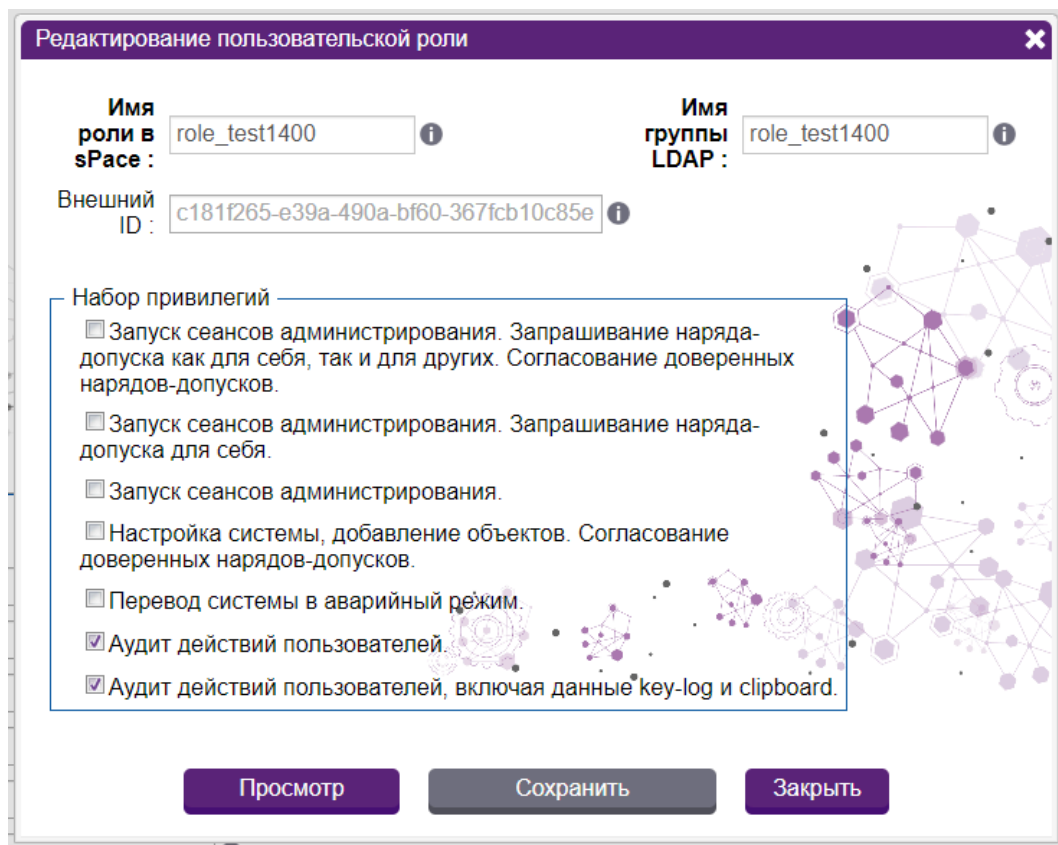 Редактирование пользовательской роли
Имя
роли в
sPace :
role_test1400
Имя
группы
LDAP :
role_test1400
Внешний
ID :
c181f265-e39a-490a-bf60-367fcb10c85e
Набор привилегий
Запуск сеансов администрирования. Запрашивание наряда-
допуска как для себя, так и для других. Согласование доверенных
нарядов-допусков.
Запуск сеансов администрирования. Запрашивание наряда-
допуска для себя.
Запуск сеансов администрирования.
Настройка системы, добавление объектов. Согласование
доверенных нарядов-допусков.
Перевод системы в аварийный режим.
Аудит действий пользователей.
Аудит действий пользователей, включая данные key-log и clipboard.
Просмотр
Сохранить
Закрыть